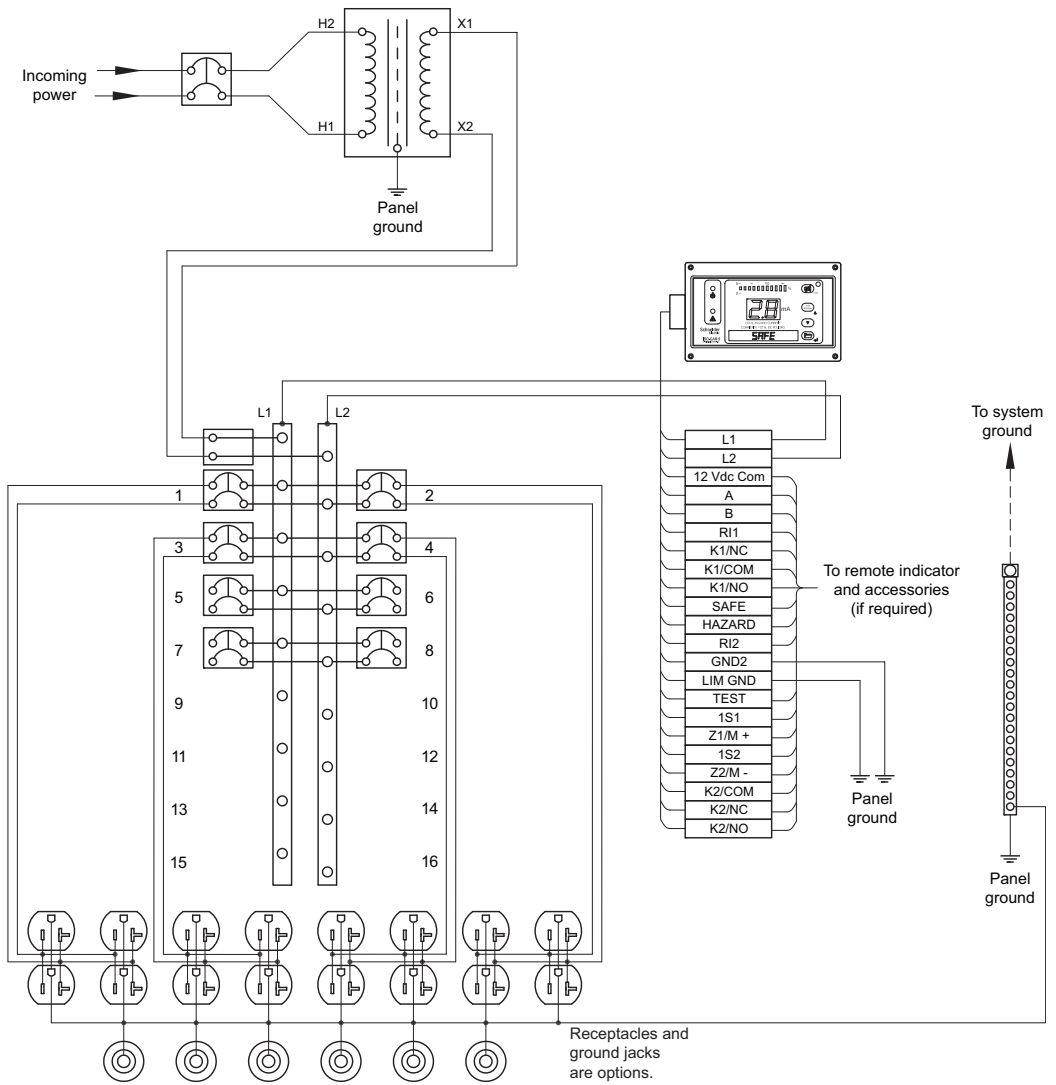 H2
X1
Incoming
power
H1
X2
Panel
ground
2.8 mA
Schneider
SAFE
L1
L2
To system
ground
L1
L2
12 Vdc Com
1
2
A
B
RI1
3
4
K1/NC
K1/COM
K1/NO
To remote indicator
and accessories
(if required)
5
6
SAFE
HAZARD
RI2
7
8
GND2
LIM GND
9
10
TEST
1S1
Z1/M +
11
12
1S2
Z2/M -
K2/COM
13
14
K2/NC
K2/NO
Panel
ground
15
16
Panel
ground
Receptacles and
ground jacks
are options.